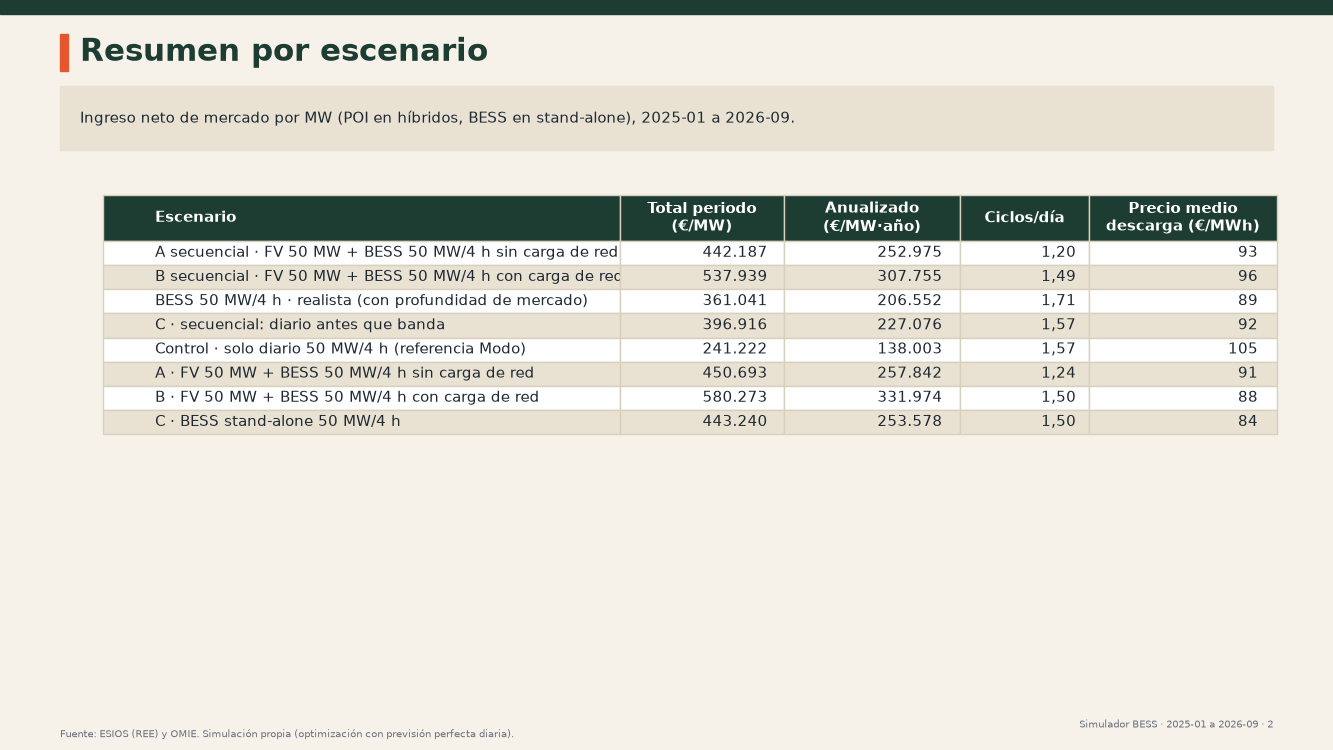 Resumen por escenario
Ingreso neto de mercado por MW (POI en híbridos, BESS en stand-alone), 2025-01 a 2026-09.
Escenario Total periodo (€/MW) Anualizado (€/MW·año) Ciclos/día Precio medio descarga (€/MWh)
A secuencial · FV 50 MW + BESS 50 MW/4 h sin carga de red 442.187 252.975 1,20 93
B secuencial · FV 50 MW + BESS 50 MW/4 h con carga de red 537.939 307.755 1,49 96
BESS 50 MW/4 h · realista (con profundidad de mercado) 361.041 206.552 1,71 89
C · secuencial: diario antes que banda 396.916 227.076 1,57 92
Control · solo diario 50 MW/4 h (referencia Modo) 241.222 138.003 1,57 105
A · FV 50 MW + BESS 50 MW/4 h sin carga de red 450.693 257.842 1,24 91
B · FV 50 MW + BESS 50 MW/4 h con carga de red 580.273 331.974 1,50 88
C · BESS stand-alone 50 MW/4 h 443.240 253.578 1,50 84
Simulador BESS · 2025-01 a 2026-09 · 2
Fuente: ESIOS (REE) y OMIE. Simulación propia (optimización con previsión perfecta diaria).